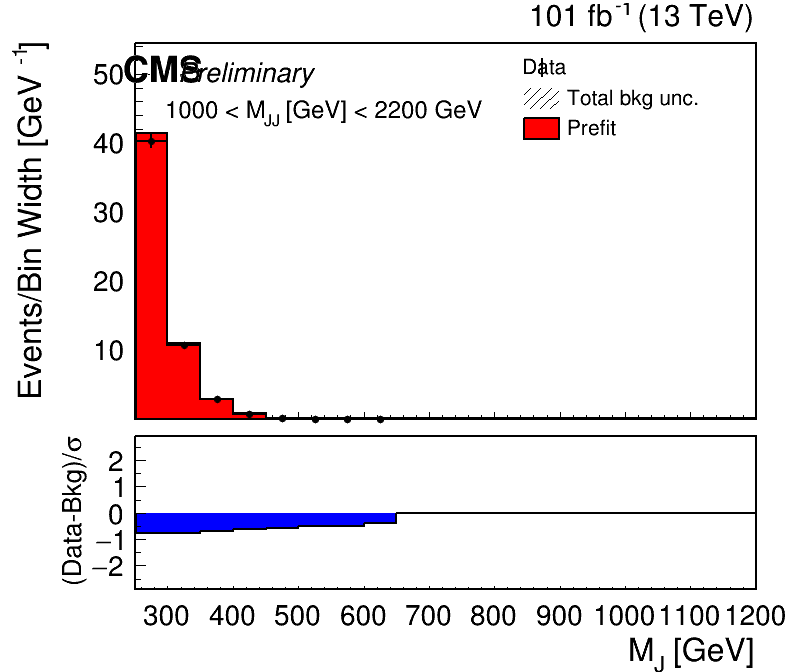 101 fb-1 (13 TeV)
CMS Preliminary
1000 < MJJ [GeV] < 2200 GeV
Data
Total bkg unc.
Prefit
Events/Bin Width [GeV-1]
50
40
30
20
10
(Data-Bkg)/σ
2
1
0
−1
−2
300 400 500 600 700 800 900 1000 1100 1200
MJ [GeV]